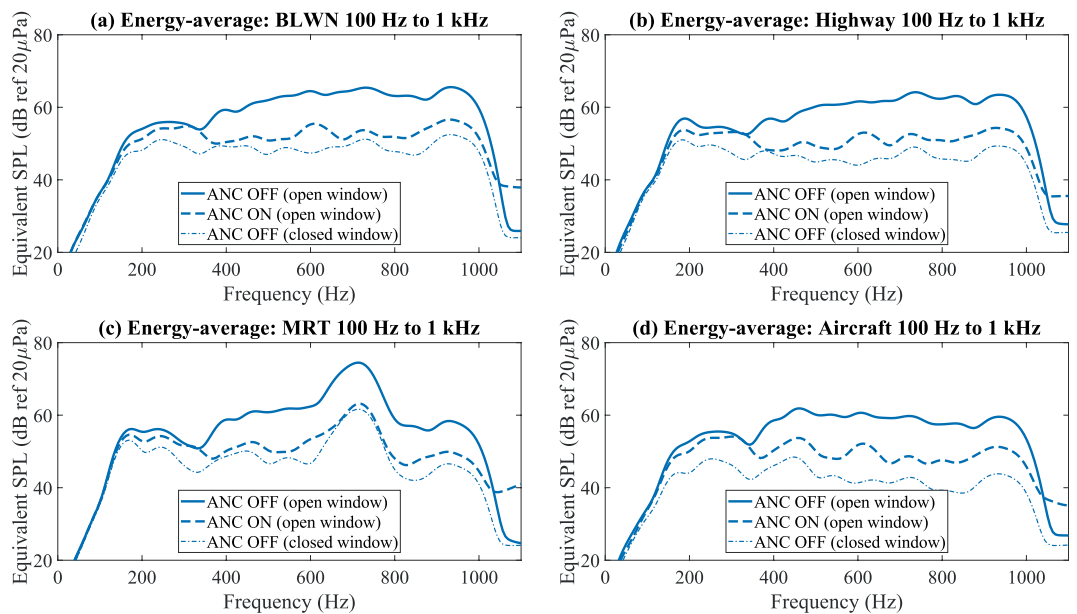 (a) Energy-average: BLWN 100 Hz to 1 kHz
Equivalent SPL (dB ref 20μPa)
80
60
40
20
ANC OFF (open window)
ANC ON (open window)
ANC OFF (closed window)
0 200 400 600 800 1000
Frequency (Hz)
(b) Energy-average: Highway 100 Hz to 1 kHz
Equivalent SPL (dB ref 20μPa)
80
60
40
20
ANC OFF (open window)
ANC ON (open window)
ANC OFF (closed window)
0 200 400 600 800 1000
Frequency (Hz)
(c) Energy-average: MRT 100 Hz to 1 kHz
Equivalent SPL (dB ref 20μPa)
80
60
40
20
ANC OFF (open window)
ANC ON (open window)
ANC OFF (closed window)
0 200 400 600 800 1000
Frequency (Hz)
(d) Energy-average: Aircraft 100 Hz to 1 kHz
Equivalent SPL (dB ref 20μPa)
80
60
40
20
ANC OFF (open window)
ANC ON (open window)
ANC OFF (closed window)
0 200 400 600 800 1000
Frequency (Hz)